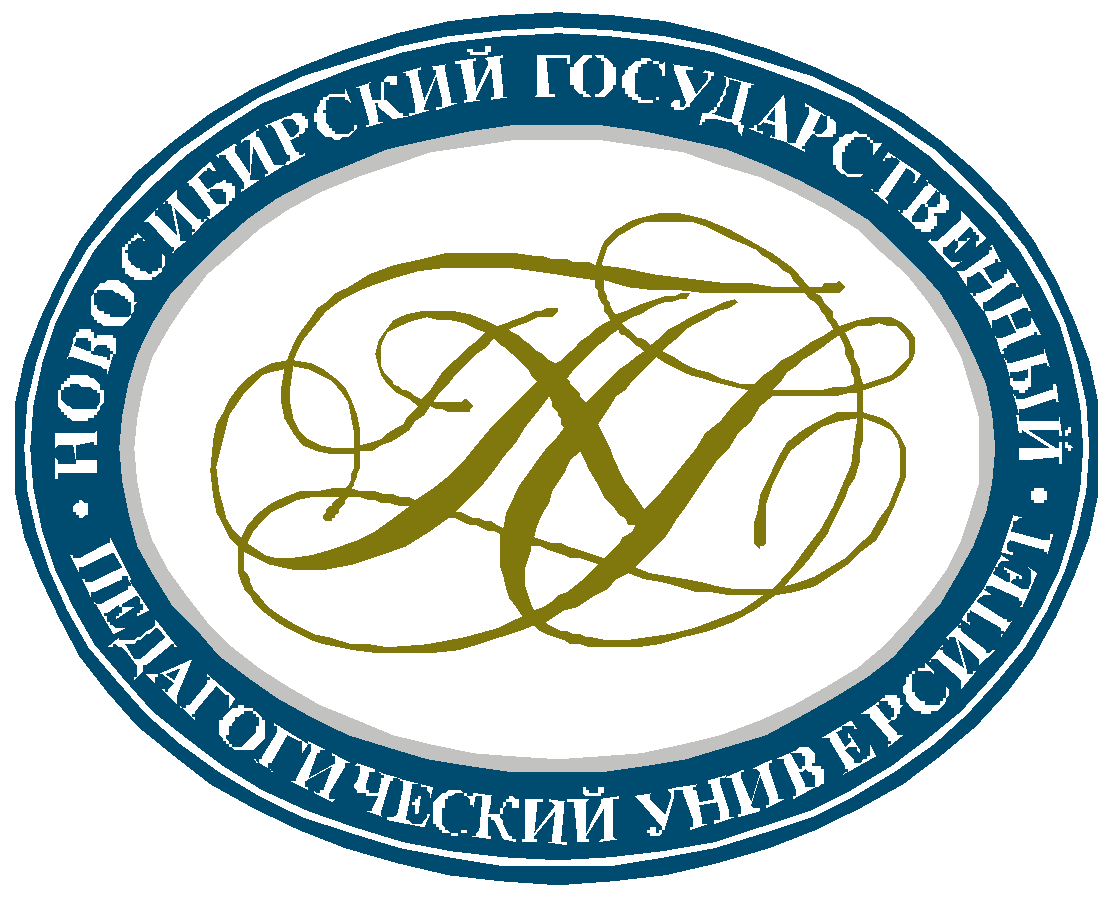 НОВОСИБИРСКИЙ ГОСУДАРСТВЕННЫЙ
ПЕДАГОГИЧЕСКИЙ УНИВЕРСИТЕТ